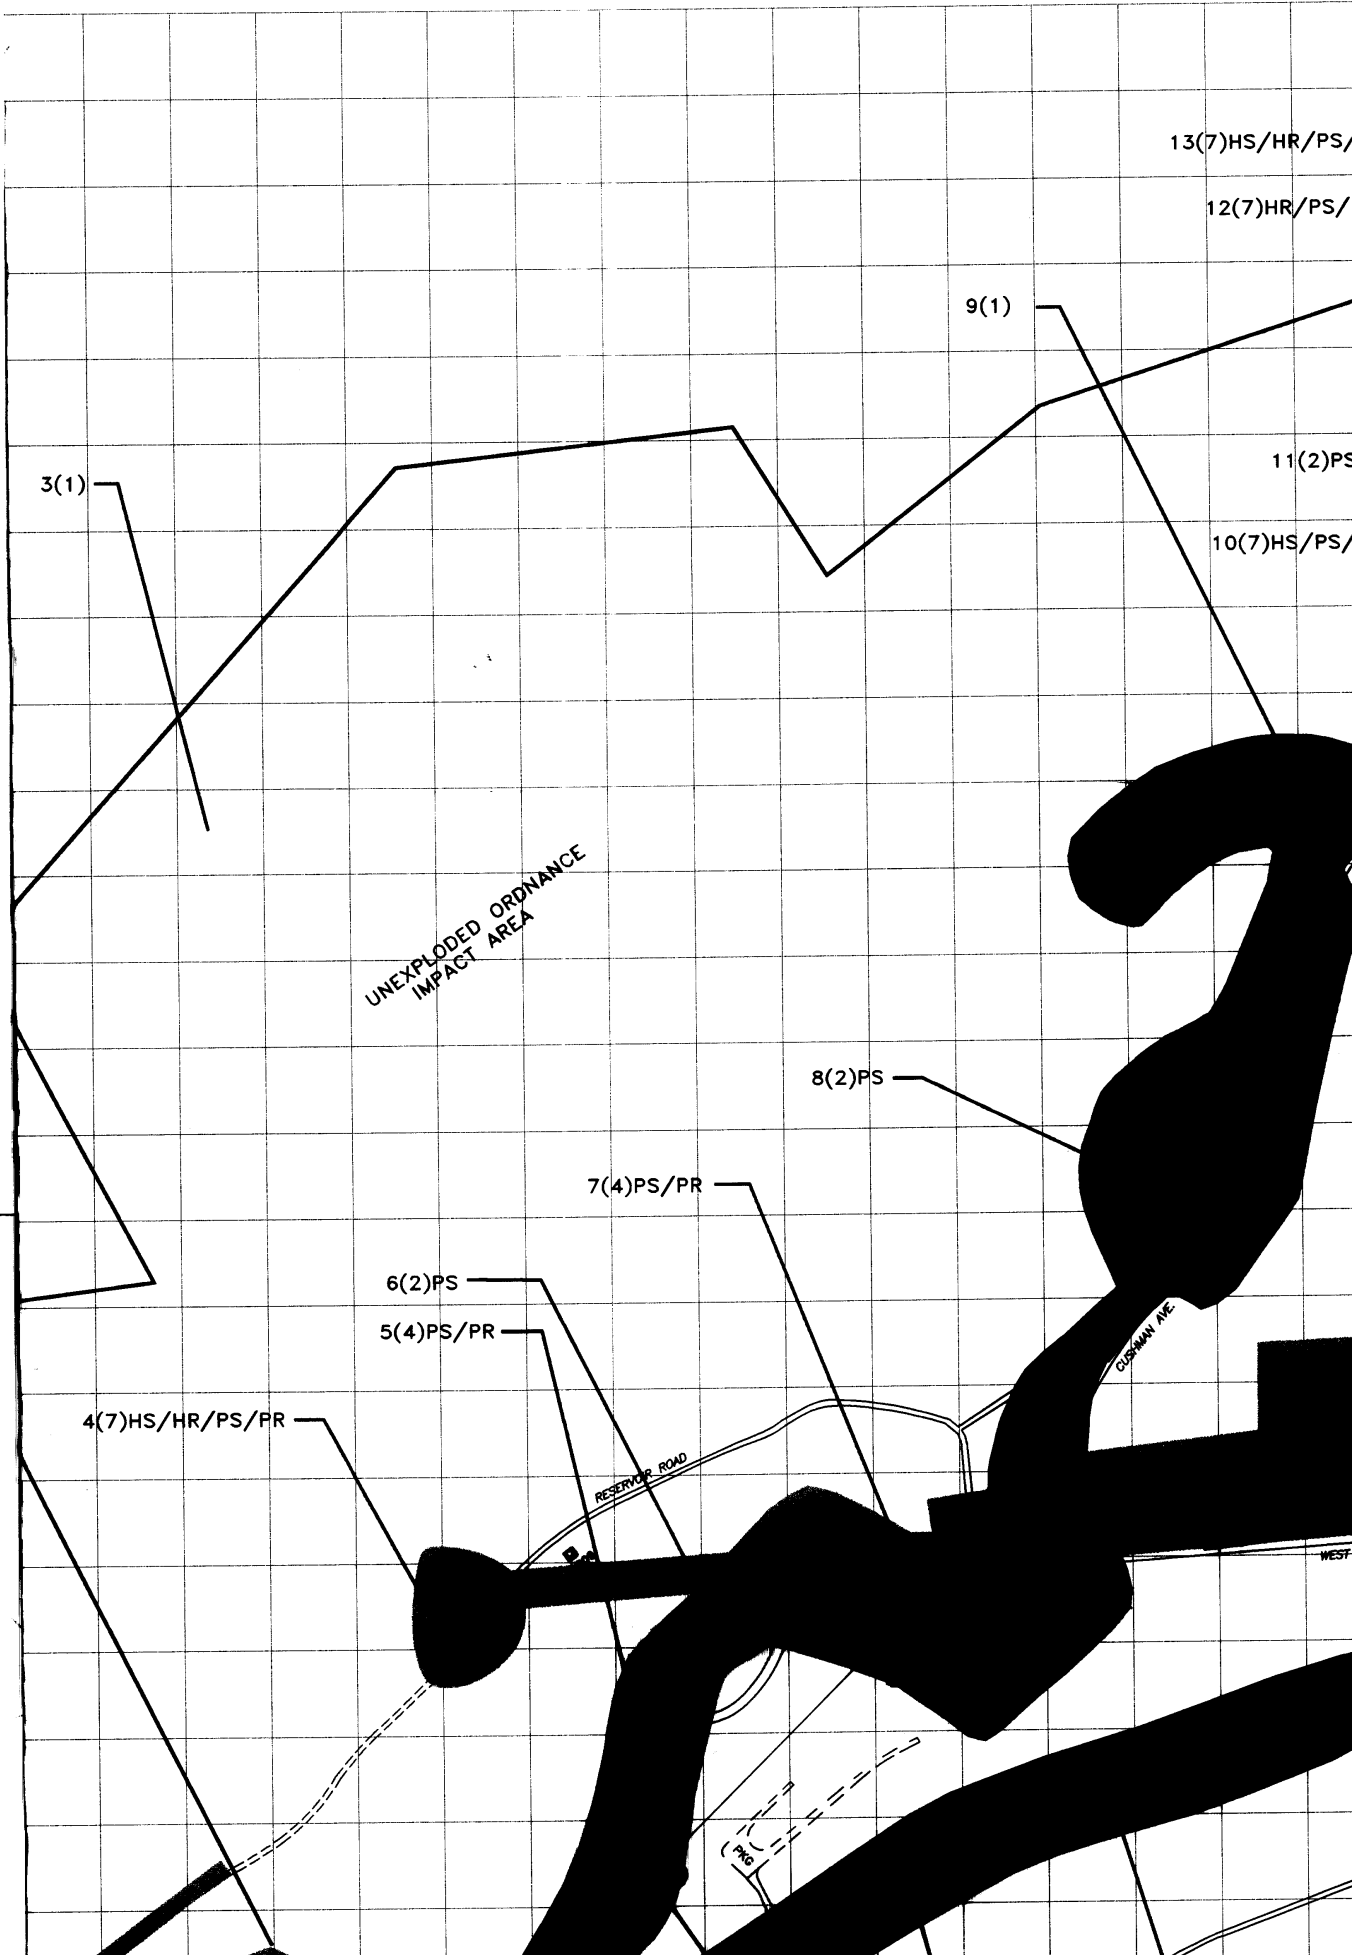 13(7)HS/HR/PS/
12(7)HR/PS/
9(1)
11(2)PS
3(1)
10(7)HS/PS/
UNEXPLODED ORDNANCE
IMPACT AREA
8(2)PS
7(4)PS/PR
6(2)PS
5(4)PS/PR
CUSHMAN AVE.
4(7)HS/HR/PS/PR
RESERVOIR ROAD
WEST
PKG